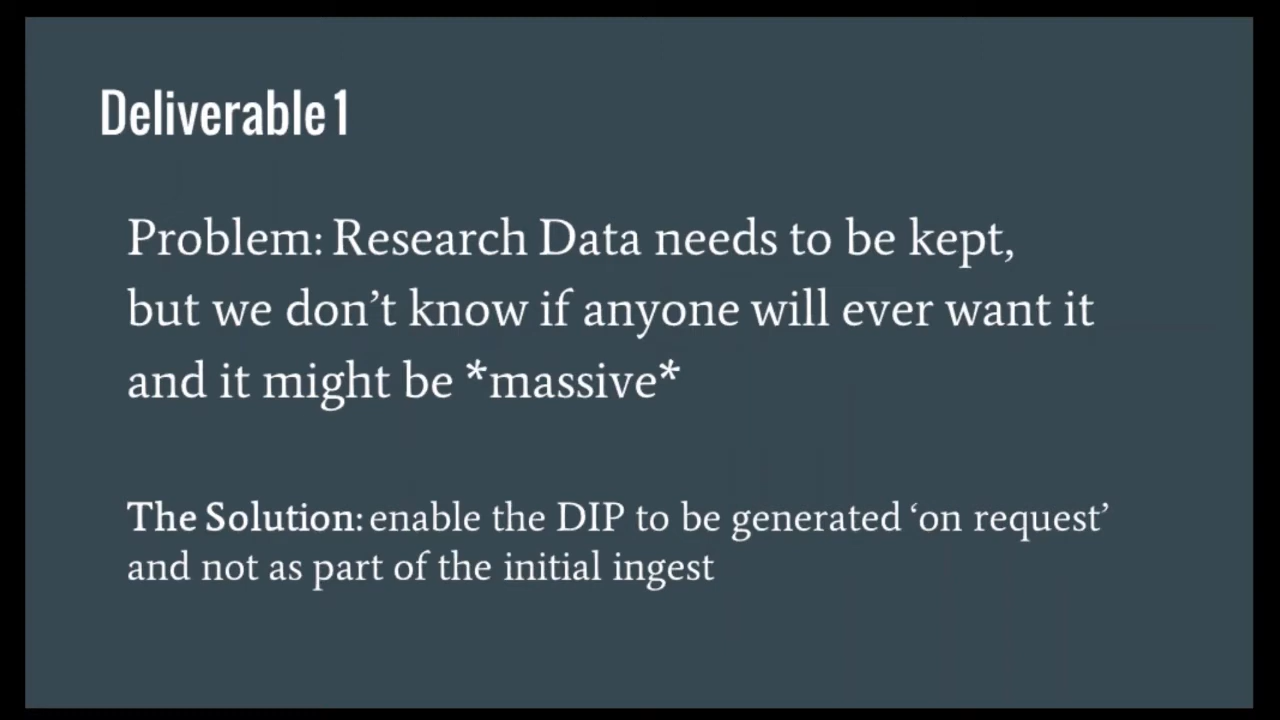 Deliverable 1
Problem: Research Data needs to be kept,
but we don’t know if anyone will ever want it
and it might be *massive*
The Solution: enable the DIP to be generated ‘on request’
and not as part of the initial ingest